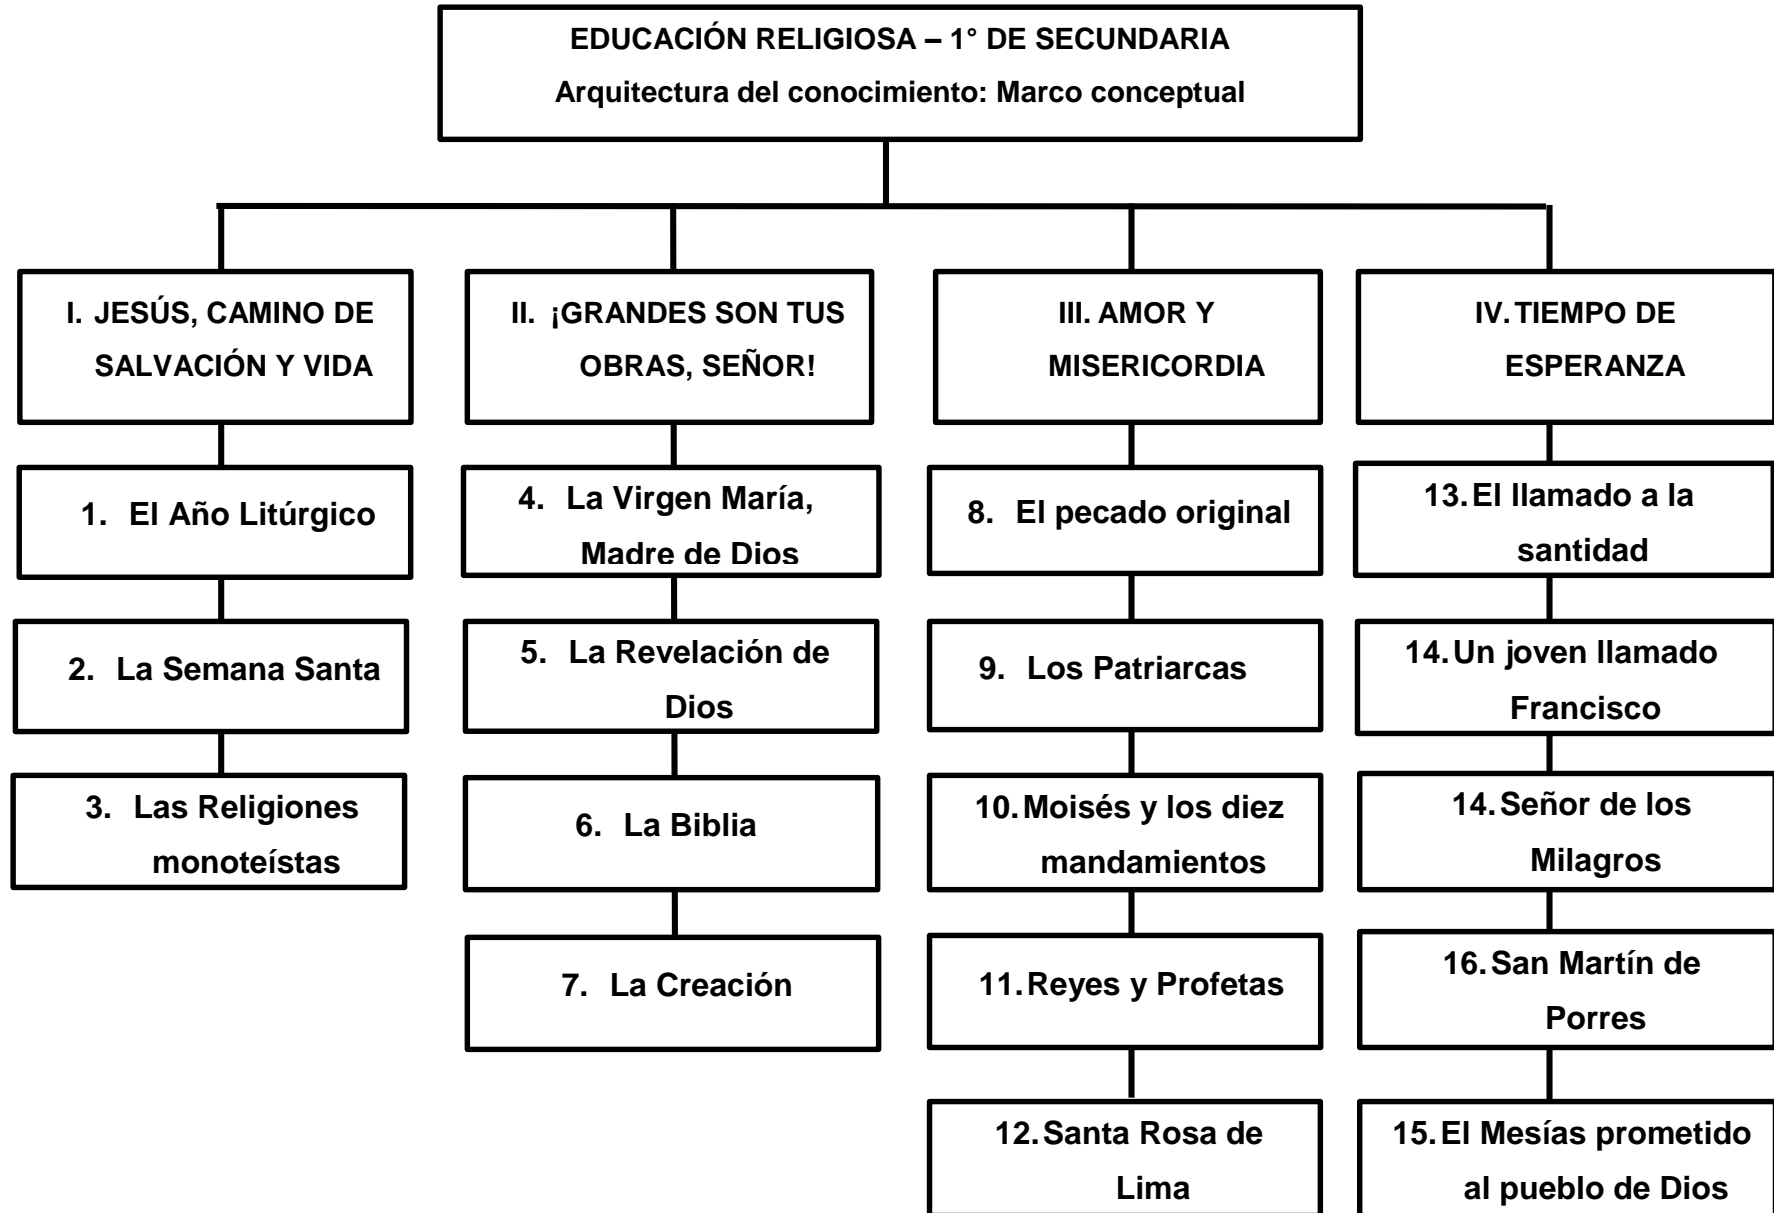 EDUCACIÓN RELIGIOSA – 1° DE SECUNDARIA
Arquitectura del conocimiento: Marco conceptual
I. JESÚS, CAMINO DE
SALVACIÓN Y VIDA
1. El Año Litúrgico
2. La Semana Santa
3. Las Religiones
monoteístas
II. ¡GRANDES SON TUS
OBRAS, SEÑOR!
4. La Virgen María,
Madre de Dios
5. La Revelación de
Dios
6. La Biblia
7. La Creación
III. AMOR Y
MISERICORDIA
8. El pecado original
9. Los Patriarcas
10. Moisés y los diez
mandamientos
11. Reyes y Profetas
12. Santa Rosa de
Lima
IV. TIEMPO DE
ESPERANZA
13. El llamado a la
santidad
14. Un joven llamado
Francisco
14. Señor de los
Milagros
16. San Martín de
Porres
15. El Mesías prometido
al pueblo de Dios